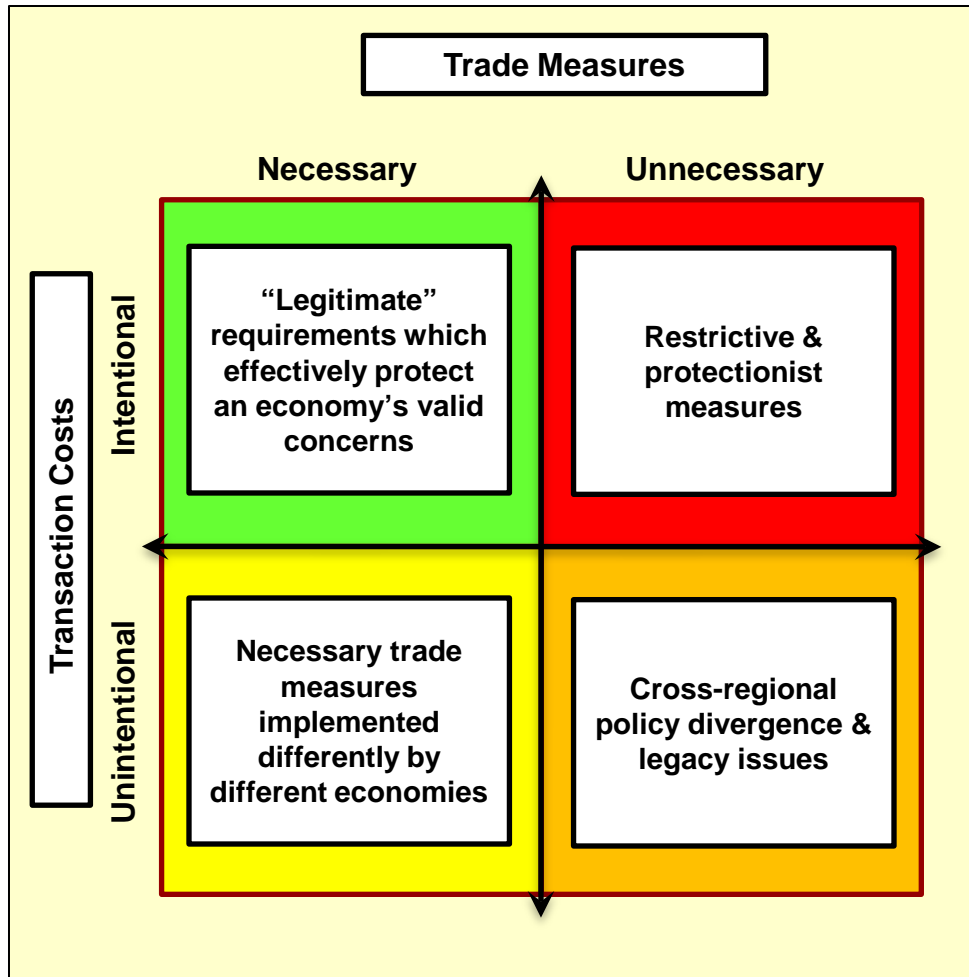 Trade Measures
Necessary
Unnecessary
Transaction Costs
Intentional
“Legitimate”
requirements which
effectively protect
an economy’s valid
concerns
Restrictive &
protectionist
measures
Unintentional
Necessary trade
measures
implemented
differently by
different economies
Cross-regional
policy divergence &
legacy issues